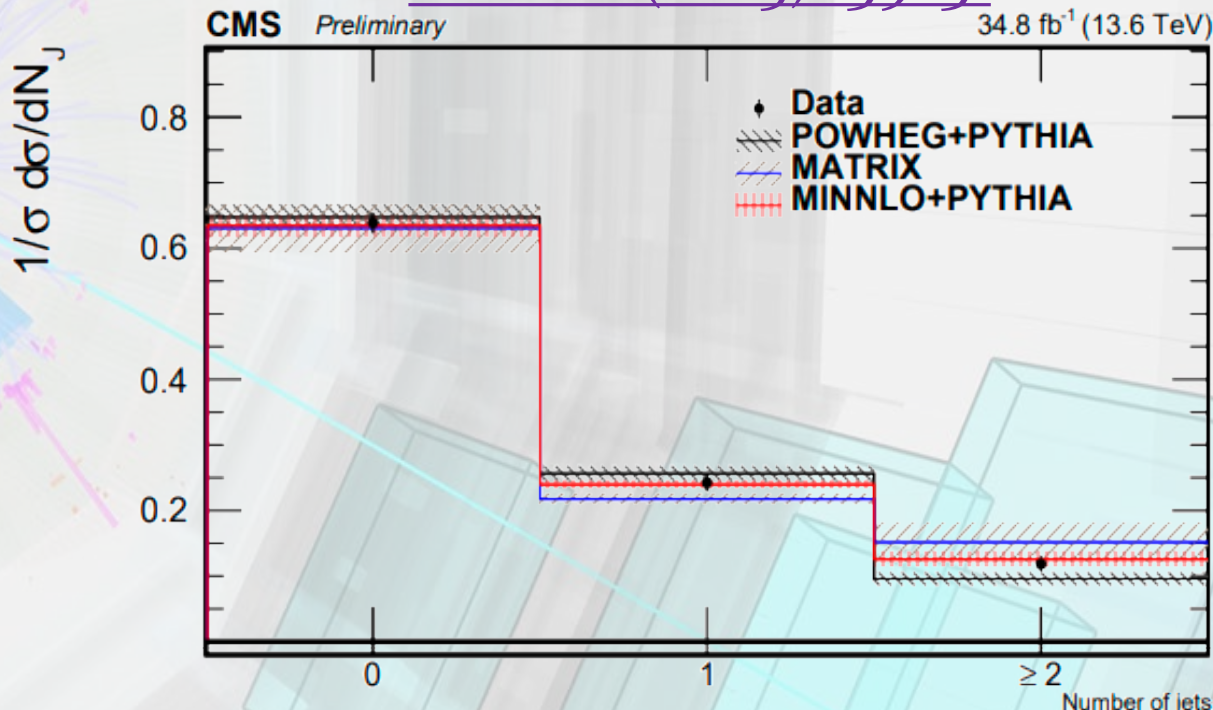 CMS Preliminary 34.8 fb⁻¹ (13.6 TeV)
1/σ dσ/dN_J
0.8
0.6
0.4
0.2
Data
POWHEG+PYTHIA
MATRIX
MINNLO+PYTHIA
0 1 ≥ 2
Number of jets